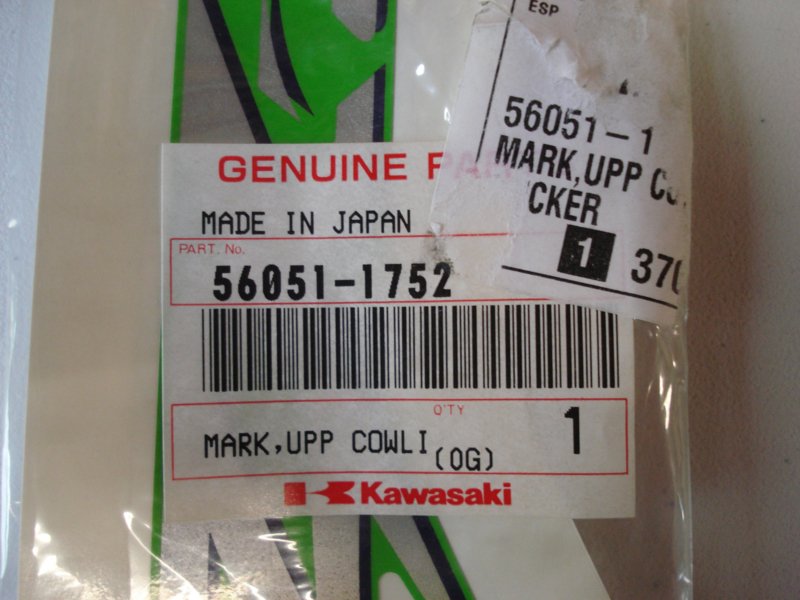 ESP
56051-1
MARK,UPP CO
CKER
1 370
GENUINE PAR
MADE IN JAPAN
PART. No.
56051-1752
Q'TY
1
MARK,UPP COWLI (OG)
Kawasaki